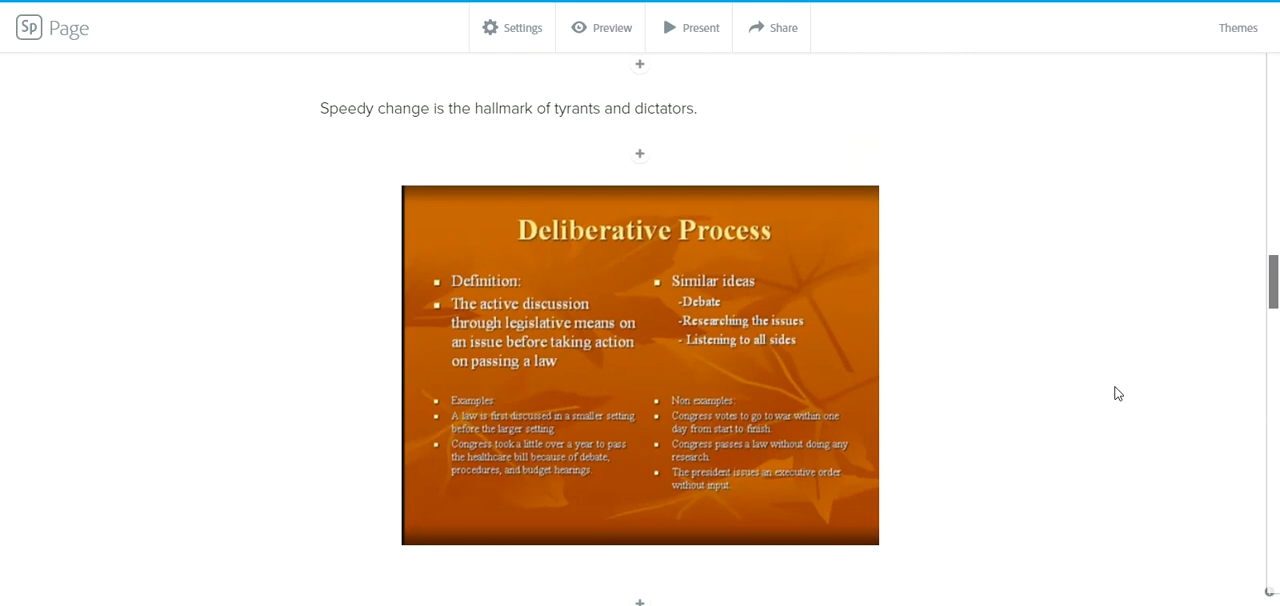 Sp Page
Settings
Preview
Present
Share
Themes
Speedy change is the hallmark of tyrants and dictators.
Deliberative Process
Definition:
The active discussion
through legislative means on
an issue before taking action
on passing a law
Similar ideas
-Debate
-Researching the issues
- Listening to all sides
Examples:
A law is first discussed in a smaller setting
before the larger setting.
Congress took a little over a year to pass
the healthcare bill because of debate,
procedures, and budget hearings.
Non examples:
Congress votes to go to war within one
day from start to finish.
Congress passes a law without doing any
research.
The president issues an executive order
without input.